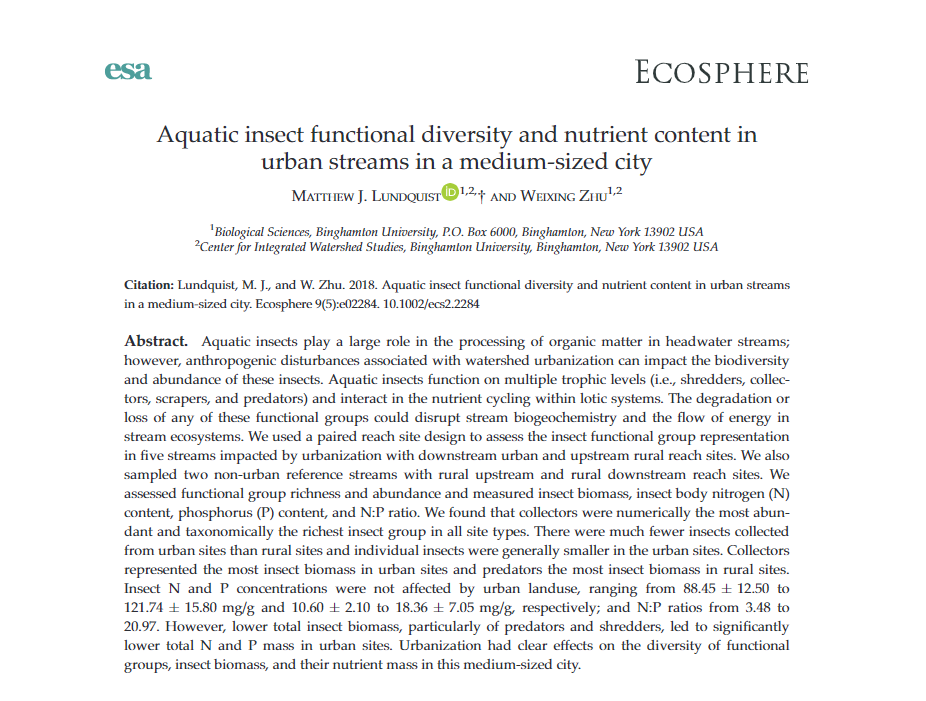 esa
ECOSPHERE
Aquatic insect functional diversity and nutrient content in
urban streams in a medium-sized city
MATTHEW J. LUNDQUIST iD 1,2,† AND WEIXING ZHU1,2
1Biological Sciences, Binghamton University, P.O. Box 6000, Binghamton, New York 13902 USA
2Center for Integrated Watershed Studies, Binghamton University, Binghamton, New York 13902 USA
Citation: Lundquist, M. J., and W. Zhu. 2018. Aquatic insect functional diversity and nutrient content in urban streams
in a medium-sized city. Ecosphere 9(5):e02284. 10.1002/ecs2.2284
Abstract. Aquatic insects play a large role in the processing of organic matter in headwater streams;
however, anthropogenic disturbances associated with watershed urbanization can impact the biodiversity
and abundance of these insects. Aquatic insects function on multiple trophic levels (i.e., shredders, collec-
tors, scrapers, and predators) and interact in the nutrient cycling within lotic systems. The degradation or
loss of any of these functional groups could disrupt stream biogeochemistry and the flow of energy in
stream ecosystems. We used a paired reach site design to assess the insect functional group representation
in five streams impacted by urbanization with downstream urban and upstream rural reach sites. We also
sampled two non-urban reference streams with rural upstream and rural downstream reach sites. We
assessed functional group richness and abundance and measured insect biomass, insect body nitrogen (N)
content, phosphorus (P) content, and N:P ratio. We found that collectors were numerically the most abun-
dant and taxonomically the richest insect group in all site types. There were much fewer insects collected
from urban sites than rural sites and individual insects were generally smaller in the urban sites. Collectors
represented the most insect biomass in urban sites and predators the most insect biomass in rural sites.
Insect N and P concentrations were not affected by urban landuse, ranging from 88.45 ± 12.50 to
121.74 ± 15.80 mg/g and 10.60 ± 2.10 to 18.36 ± 7.05 mg/g, respectively; and N:P ratios from 3.48 to
20.97. However, lower total insect biomass, particularly of predators and shredders, led to significantly
lower total N and P mass in urban sites. Urbanization had clear effects on the diversity of functional
groups, insect biomass, and their nutrient mass in this medium-sized city.